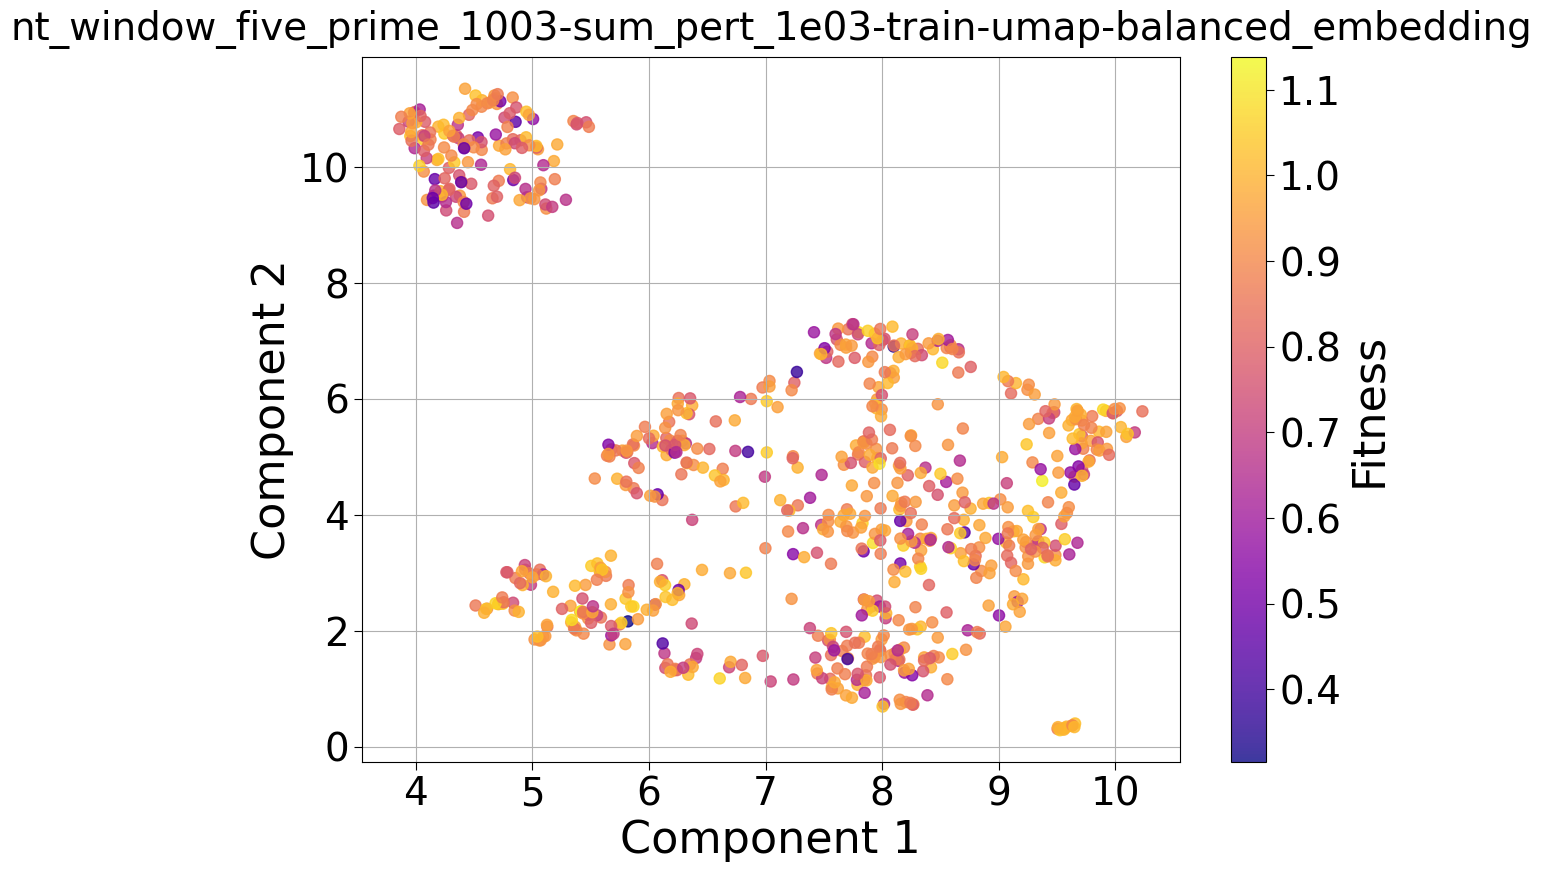 nt_window_five_prime_1003-sum_pert_1e03-train-umap-balanced_embedding
Component 2
10
8
6
4
2
0
4 5 6 7 8 9 10
Component 1
1.1
1.0
0.9
0.8
0.7
0.6
0.5
0.4
Fitness